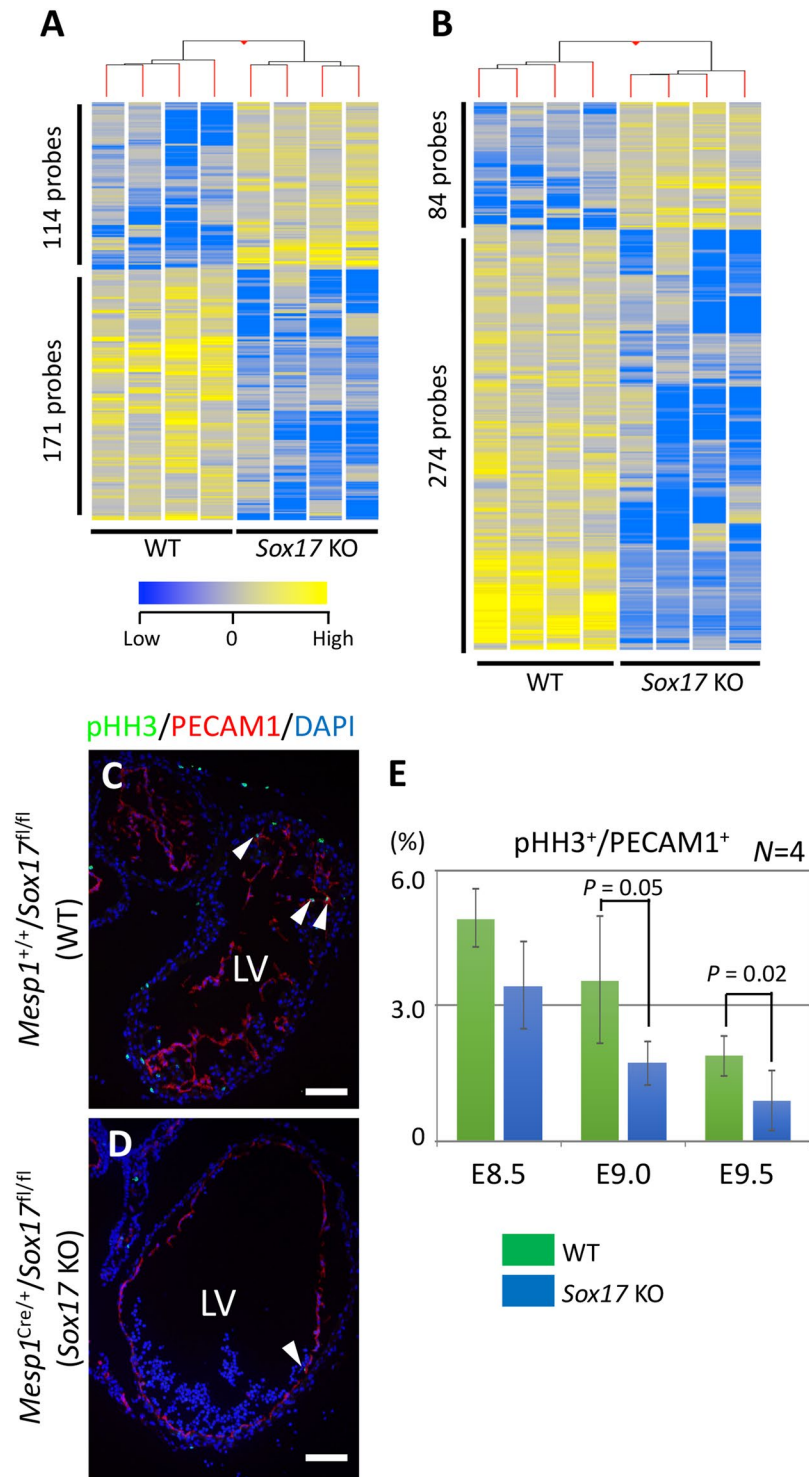 A
B
114 probes
171 probes
84 probes
274 probes
WT
Sox17 KO
WT
Sox17 KO
Low
0
High
pHH3/PECAM1/DAPI
C
LV
Mesp1+/+/Sox17fl/fl
(WT)
D
LV
Mesp1Cre/+/Sox17fl/fl
(Sox17 KO)
E
(%)
pHH3+/PECAM1+
N=4
6.0
3.0
0
P = 0.05
P = 0.02
E8.5
E9.0
E9.5
WT
Sox17 KO